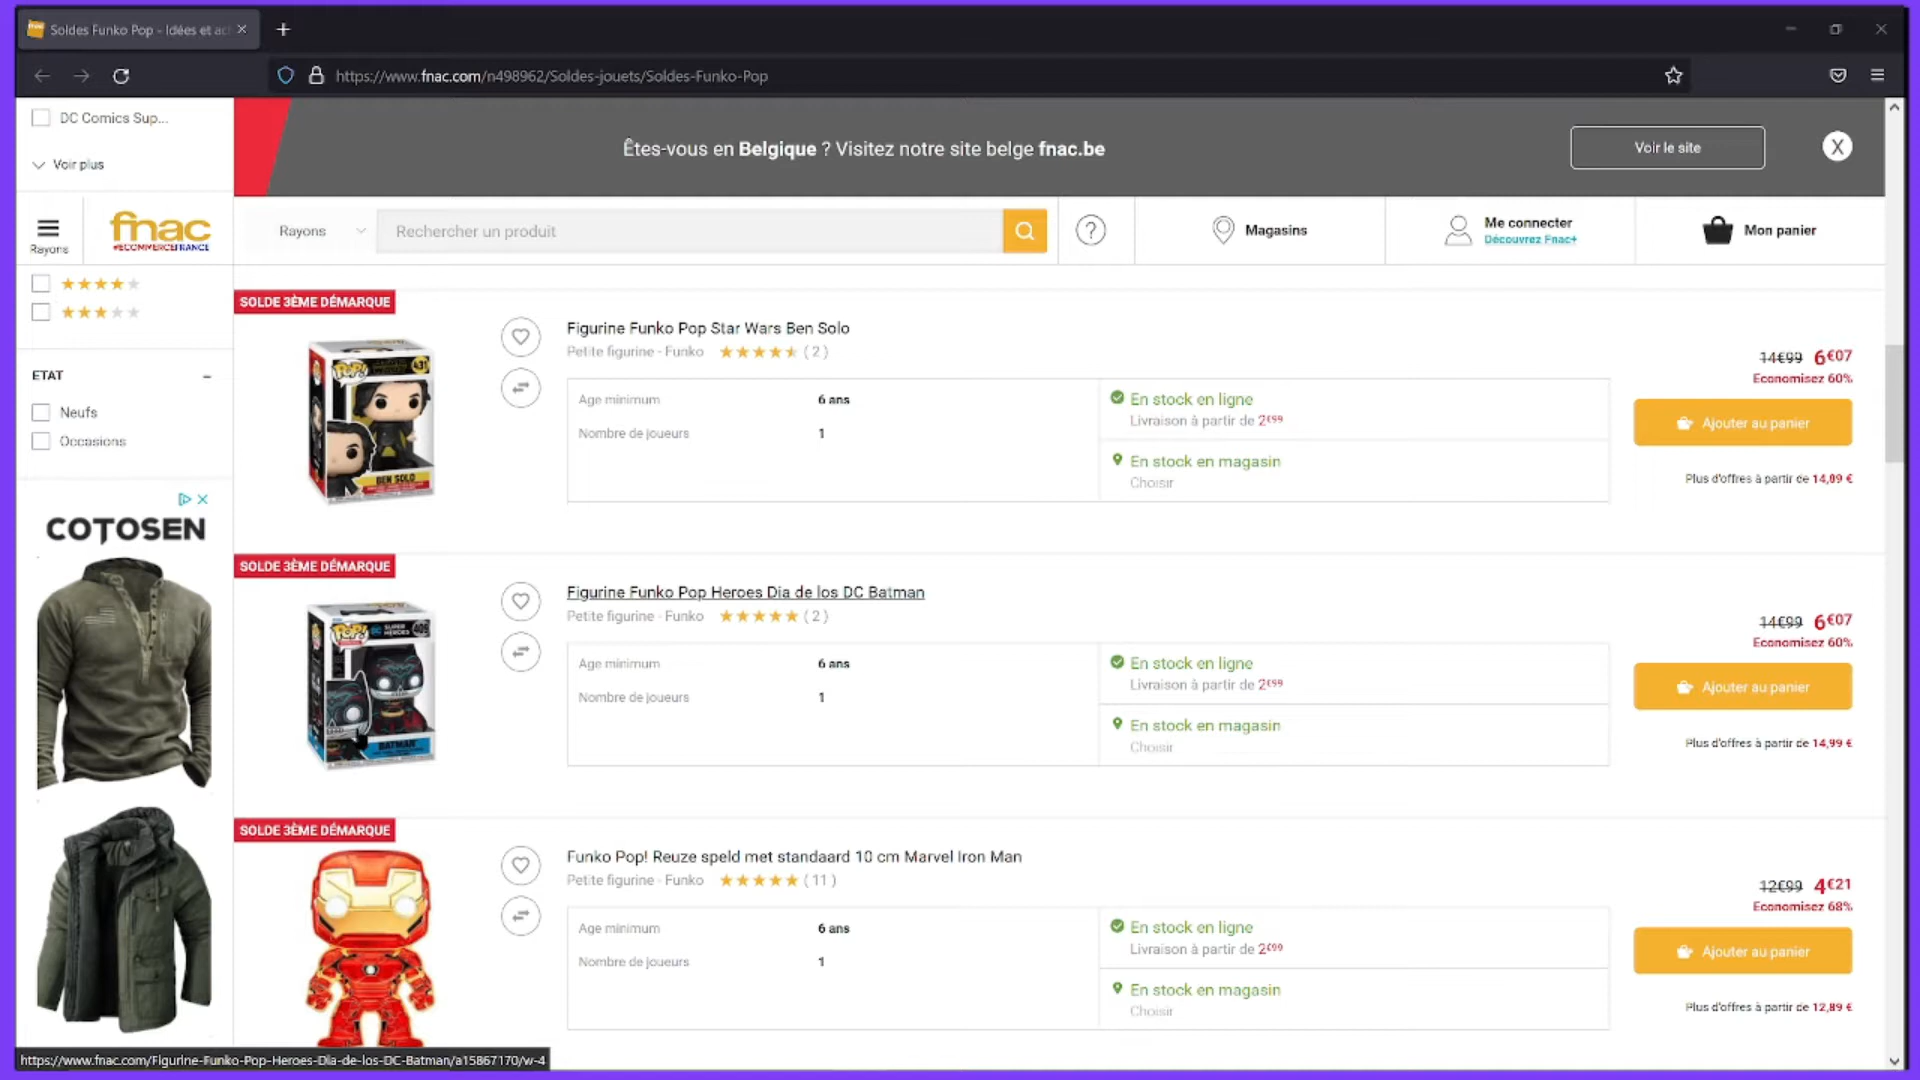 Soldes Funko Pop - Idées et ach
https://www.fnac.com/n498962/Soldes-jouets/Soldes-Funko-Pop
DC Comics Sup...
Voir plus
Êtes-vous en Belgique ? Visitez notre site belge fnac.be
Voir le site
X
Rayons
fnac
#ECOMMERCEFRANCE
Rayons
Rechercher un produit
?
Magasins
Me connecter
Découvrez Fnac+
Mon panier
ETAT
Neufs
Occasions
COTOSEN
SOLDE 3ÈME DÉMARQUE
POP!
431
BEN SOLO
Figurine Funko Pop Star Wars Ben Solo
Petite figurine - Funko (2)
Age minimum 6 ans
Nombre de joueurs 1
En stock en ligne
Livraison à partir de 2€99
En stock en magasin
Choisir
14€99 6€07
Economisez 60%
Ajouter au panier
Plus d'offres à partir de 14,09 €
SOLDE 3ÈME DÉMARQUE
POP!
SUPER HEROES
409
BATMAN
Figurine Funko Pop Heroes Dia de los DC Batman
Petite figurine - Funko (2)
Age minimum 6 ans
Nombre de joueurs 1
En stock en ligne
Livraison à partir de 2€99
En stock en magasin
Choisir
14€99 6€07
Economisez 60%
Ajouter au panier
Plus d'offres à partir de 14,99 €
SOLDE 3ÈME DÉMARQUE
Funko Pop! Reuze speld met standaard 10 cm Marvel Iron Man
Petite figurine - Funko (11)
Age minimum 6 ans
Nombre de joueurs 1
En stock en ligne
Livraison à partir de 2€99
En stock en magasin
Choisir
12€99 4€21
Economisez 68%
Ajouter au panier
Plus d'offres à partir de 12,89 €
https://www.fnac.com/Figurine-Funko-Pop-Heroes-Dia-de-los-DC-Batman/a15867170/w-4